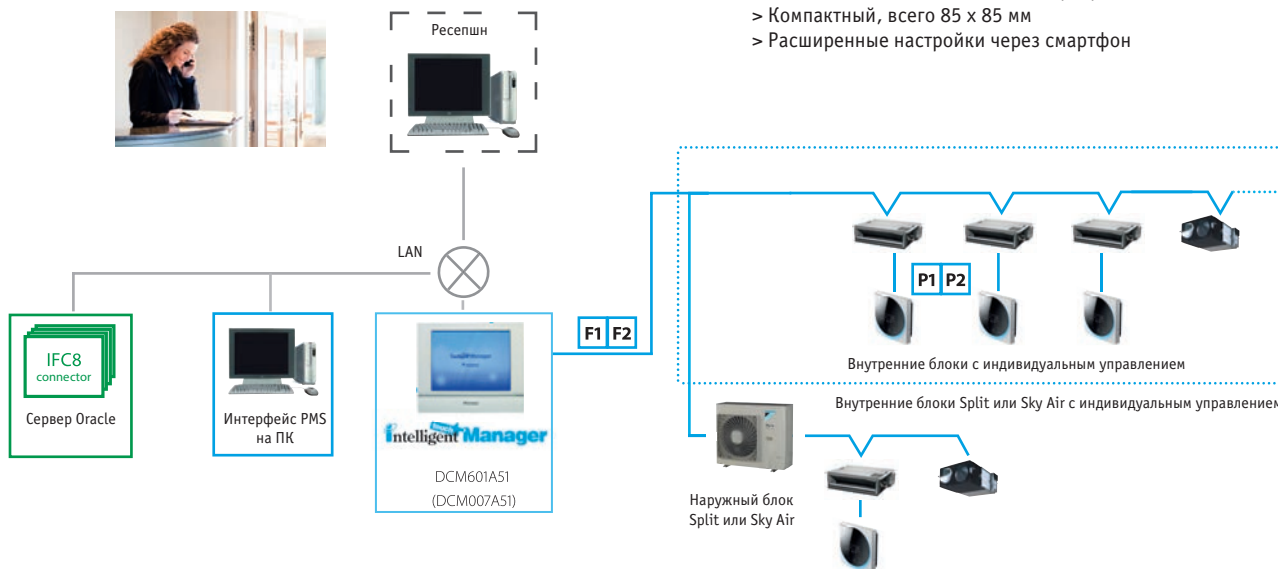 > Компактный, всего 85 x 85 мм
> Расширенные настройки через смартфон
Ресепшн
LAN
F1 F2
P1 P2
Внутренние блоки с индивидуальным управлением
IFC8
connector
Сервер Oracle
Интерфейс PMS
на ПК
intelligent Manager
DCM601A51
(DCM007A51)
Внутренние блоки Split или Sky Air с индивидуальным управлением
Наружный блок
Split или Sky Air